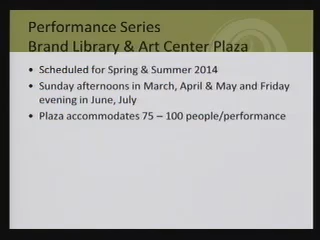 Performance Series
Brand Library & Art Center Plaza
• Scheduled for Spring & Summer 2014
• Sunday afternoons in March, April & May and Friday
evening in June, July
• Plaza accommodates 75 – 100 people/performance